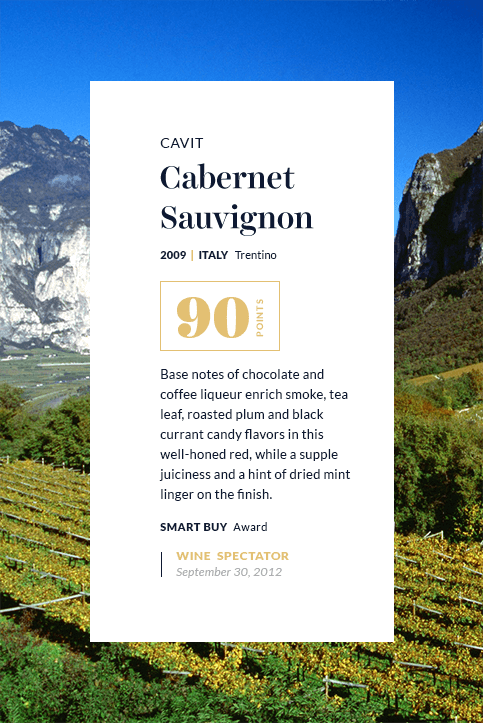 CAVIT
Cabernet
Sauvignon
2009 | ITALY Trentino
90 POINTS
Base notes of chocolate and
coffee liqueur enrich smoke, tea
leaf, roasted plum and black
currant candy flavors in this
well-honed red, while a supple
juiciness and a hint of dried mint
linger on the finish.
SMART BUY Award
WINE SPECTATOR
September 30, 2012